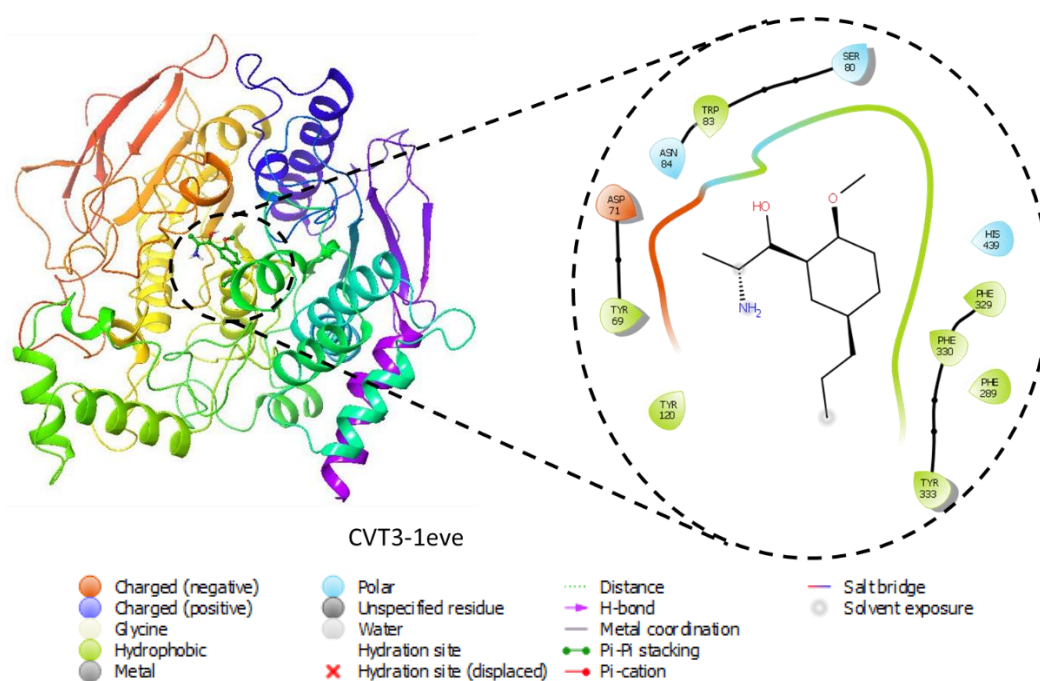 SER
80
TRP
83
ASN
84
ASP
71
HO
O
HIS
439
NH2
TYR
69
PHE
329
PHE
330
PHE
289
TYR
120
TYR
333
CVT3-1eve
Charged (negative)
Charged (positive)
Glycine
Hydrophobic
Metal
Polar
Unspecified residue
Water
Hydration site
Hydration site (displaced)
Distance
H-bond
Metal coordination
Pi-Pi stacking
Pi-cation
Salt bridge
Solvent exposure